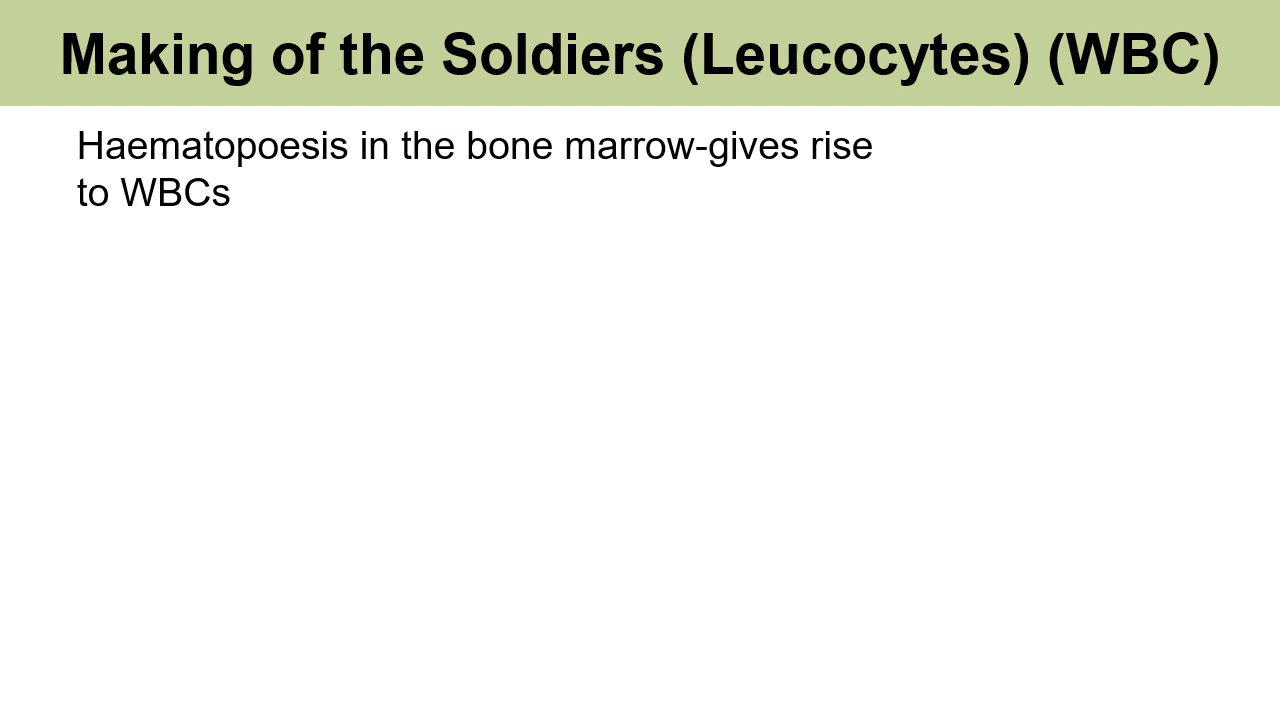 Making of the Soldiers (Leucocytes) (WBC)
Haematopoesis in the bone marrow-gives rise
to WBCs